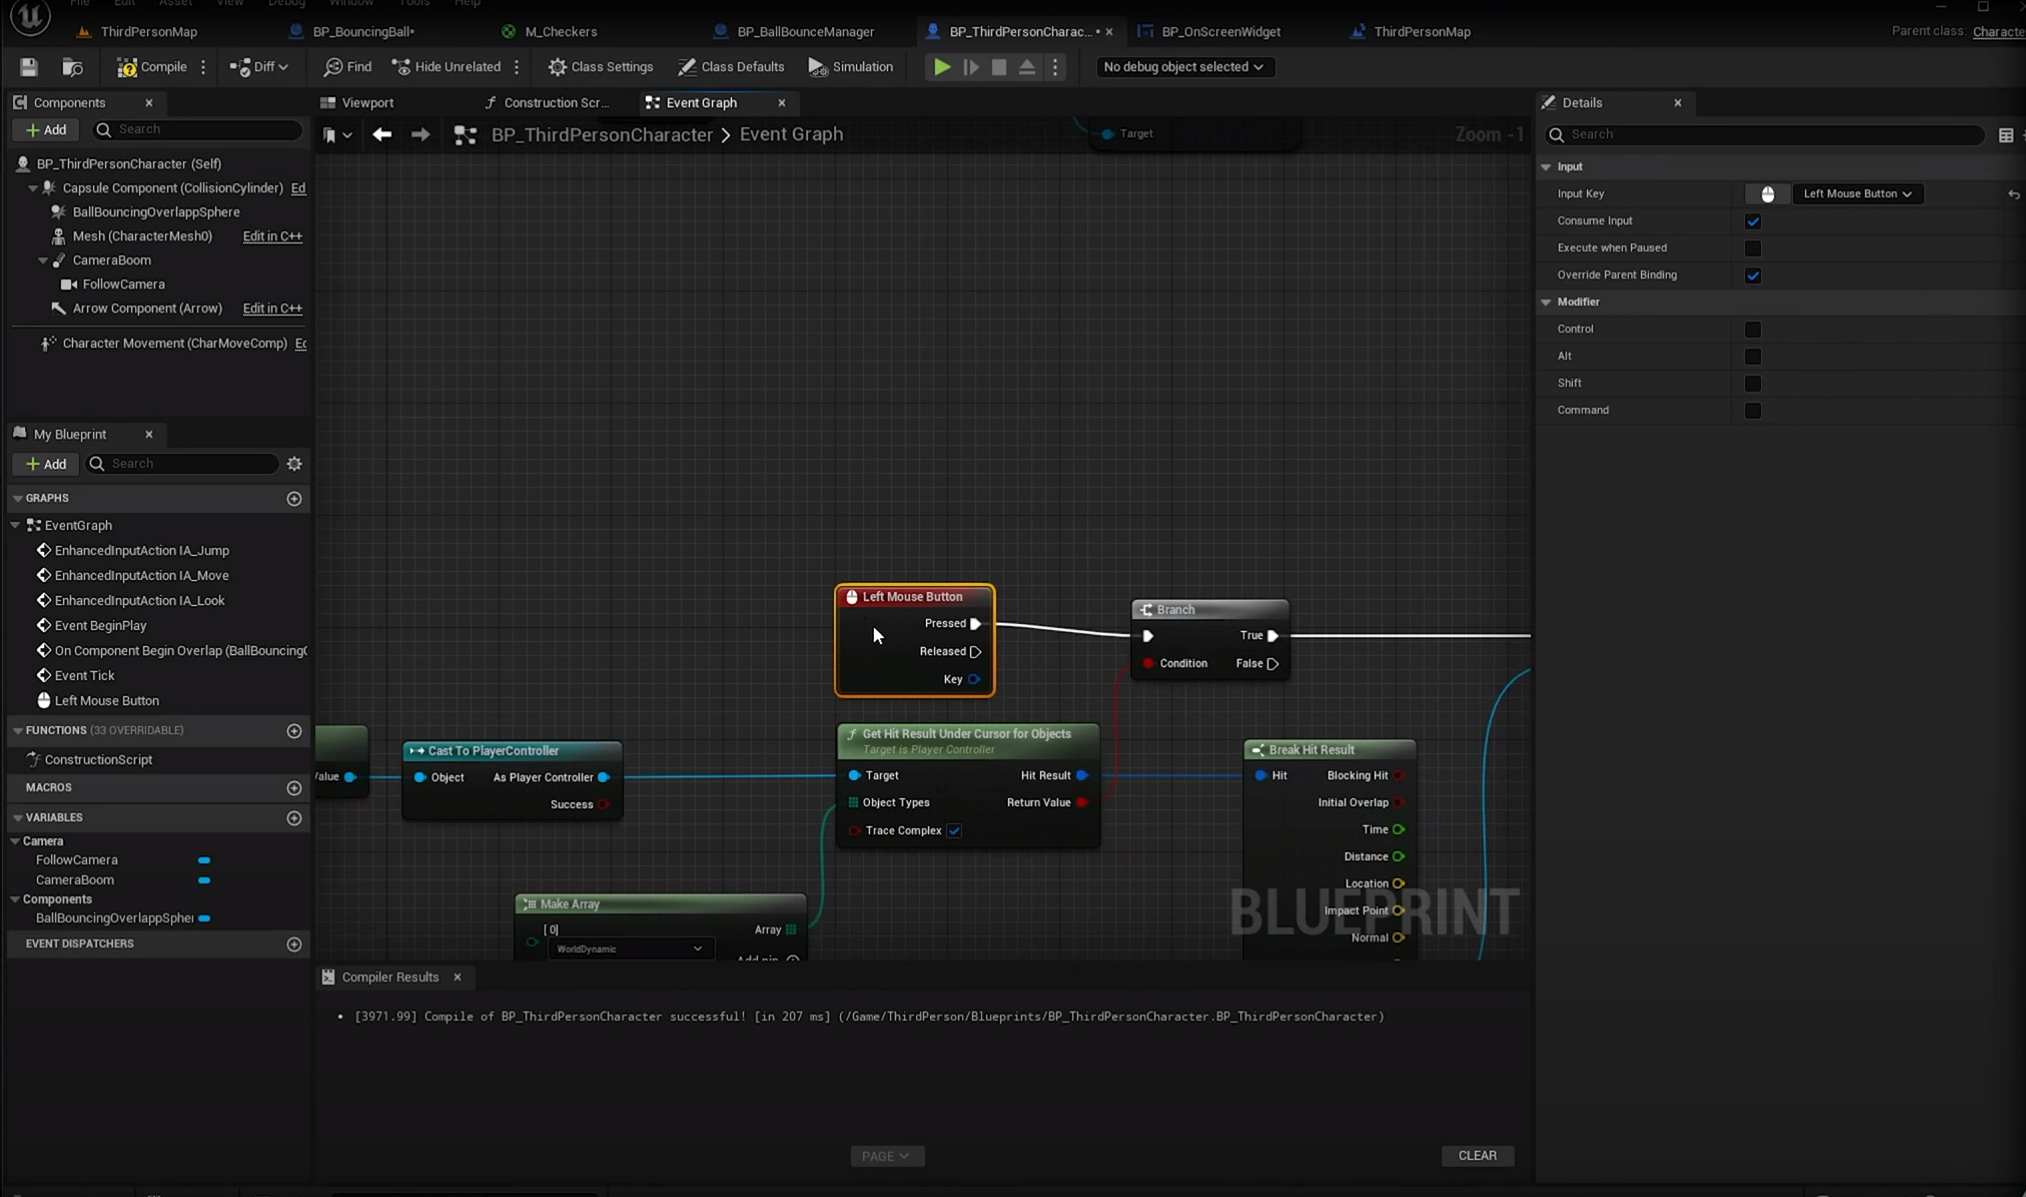 File Edit Asset View Debug Window Tools Help
ThirdPersonMap
BP_BouncingBall•
M_Checkers
BP_BallBounceManager
BP_ThirdPersonCharac... •
BP_OnScreenWidget
ThirdPersonMap
Parent class: Characte
Compile
Diff
Find
Hide Unrelated
Class Settings
Class Defaults
Simulation
No debug object selected
Components
Add
Search
BP_ThirdPersonCharacter (Self)
Capsule Component (CollisionCylinder) Ed
BallBouncingOverlappSphere
Mesh (CharacterMesh0) Edit in C++
CameraBoom
FollowCamera
Arrow Component (Arrow) Edit in C++
Character Movement (CharMoveComp) Ec
My Blueprint
Add
Search
GRAPHS
EventGraph
EnhancedInputAction IA_Jump
EnhancedInputAction IA_Move
EnhancedInputAction IA_Look
Event BeginPlay
On Component Begin Overlap (BallBouncing(
Event Tick
Left Mouse Button
FUNCTIONS (33 OVERRIDABLE)
ConstructionScript
MACROS
VARIABLES
Camera
FollowCamera
CameraBoom
Components
BallBouncingOverlappSpher
EVENT DISPATCHERS
Viewport
Construction Scr...
Event Graph
BP_ThirdPersonCharacter > Event Graph
Zoom -1
Target
Left Mouse Button
Pressed
Released
Key
Branch
True
Condition
False
alue
Cast To PlayerController
Object
As Player Controller
Success
Get Hit Result Under Cursor for Objects
Target is Player Controller
Target
Hit Result
Object Types
Return Value
Trace Complex
Break Hit Result
Hit
Blocking Hit
Initial Overlap
Time
Distance
Location
Impact Point
Normal
Make Array
[0]
Array
WorldDynamic
Add pin
BLUEPRINT
Compiler Results
• [3971.99] Compile of BP_ThirdPersonCharacter successful! [in 207 ms] (/Game/ThirdPerson/Blueprints/BP_ThirdPersonCharacter.BP_ThirdPersonCharacter)
PAGE
CLEAR
Details
Search
Input
Input Key
Left Mouse Button
Consume Input
Execute when Paused
Override Parent Binding
Modifier
Control
Alt
Shift
Command